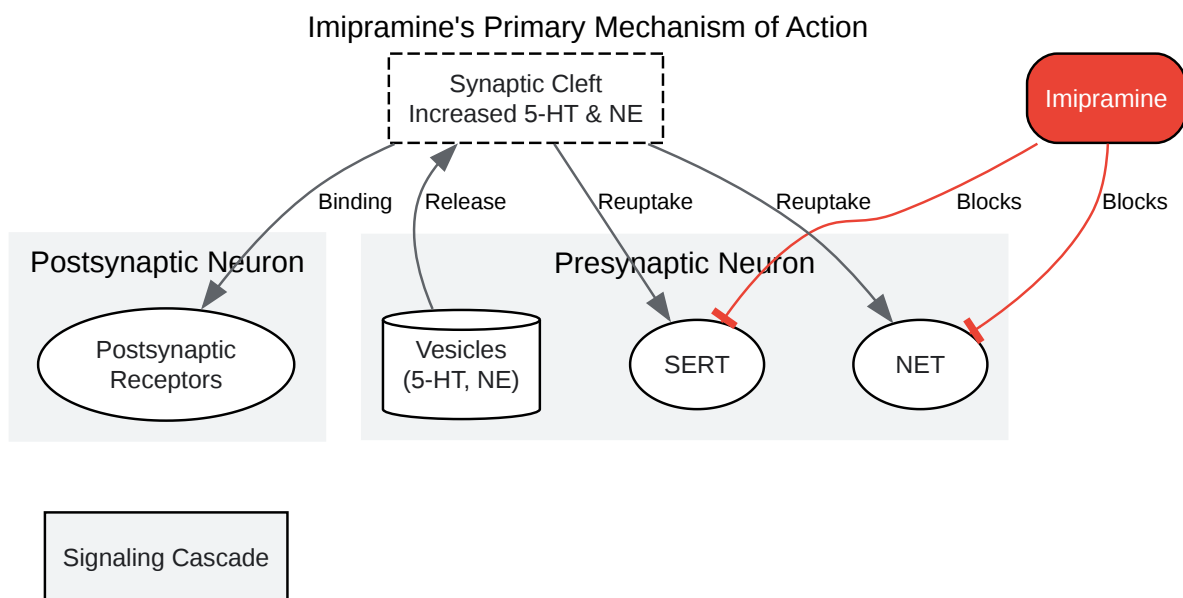 Imipramine's Primary Mechanism of Action
Synaptic Cleft
Increased 5-HT & NE
Imipramine
Binding
Release
Reuptake
Reuptake
Blocks
Blocks
Postsynaptic Neuron
Presynaptic Neuron
Postsynaptic
Receptors
Vesicles
(5-HT, NE)
SERT
NET
Signaling Cascade